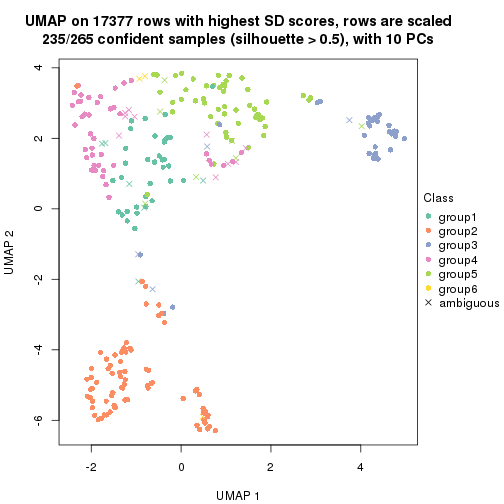 UMAP on 17377 rows with highest SD scores, rows are scaled
235/265 confident samples (silhouette > 0.5), with 10 PCs
4
2
0
-2
-4
-6
UMAP 2
-2
0
2
4
UMAP 1
Class
group1
group2
group3
group4
group5
group6
ambiguous